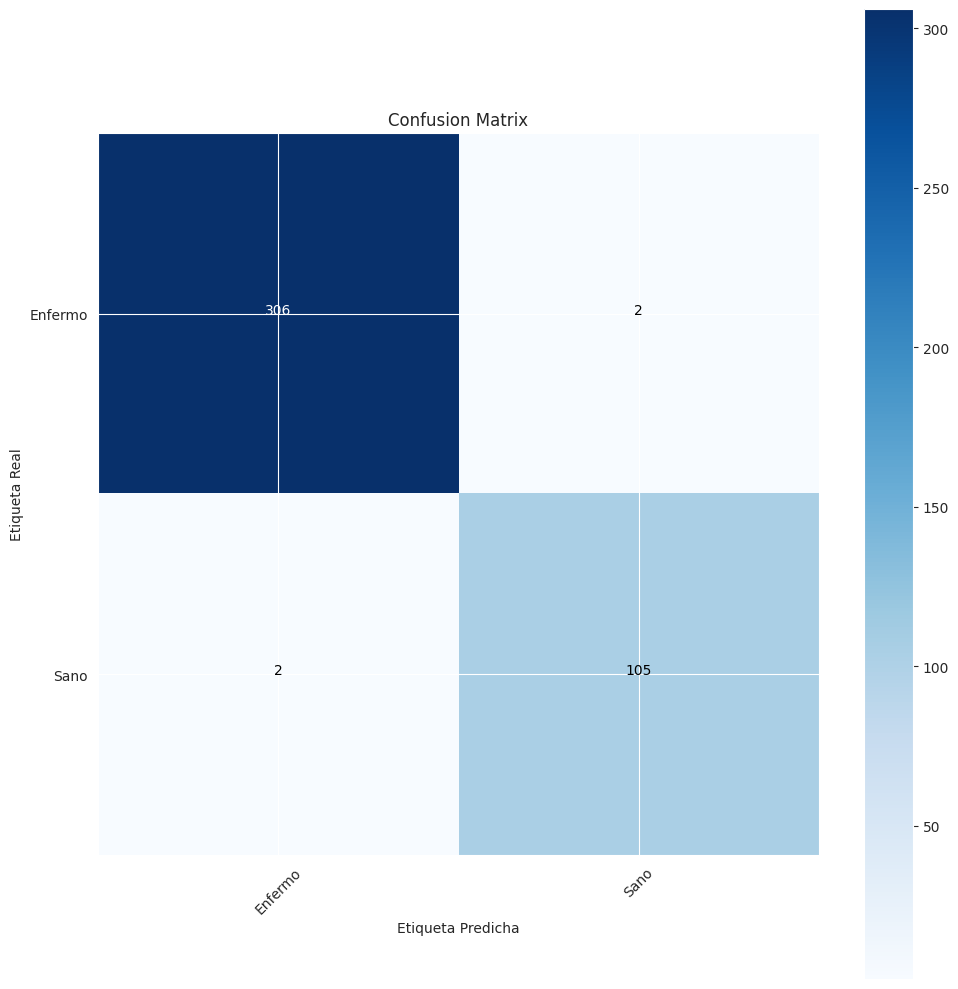 Confusion Matrix
300
250
200
150
100
50
Etiqueta Real
Enfermo
306
2
Sano
2
105
Enfermo
Sano
Etiqueta Predicha